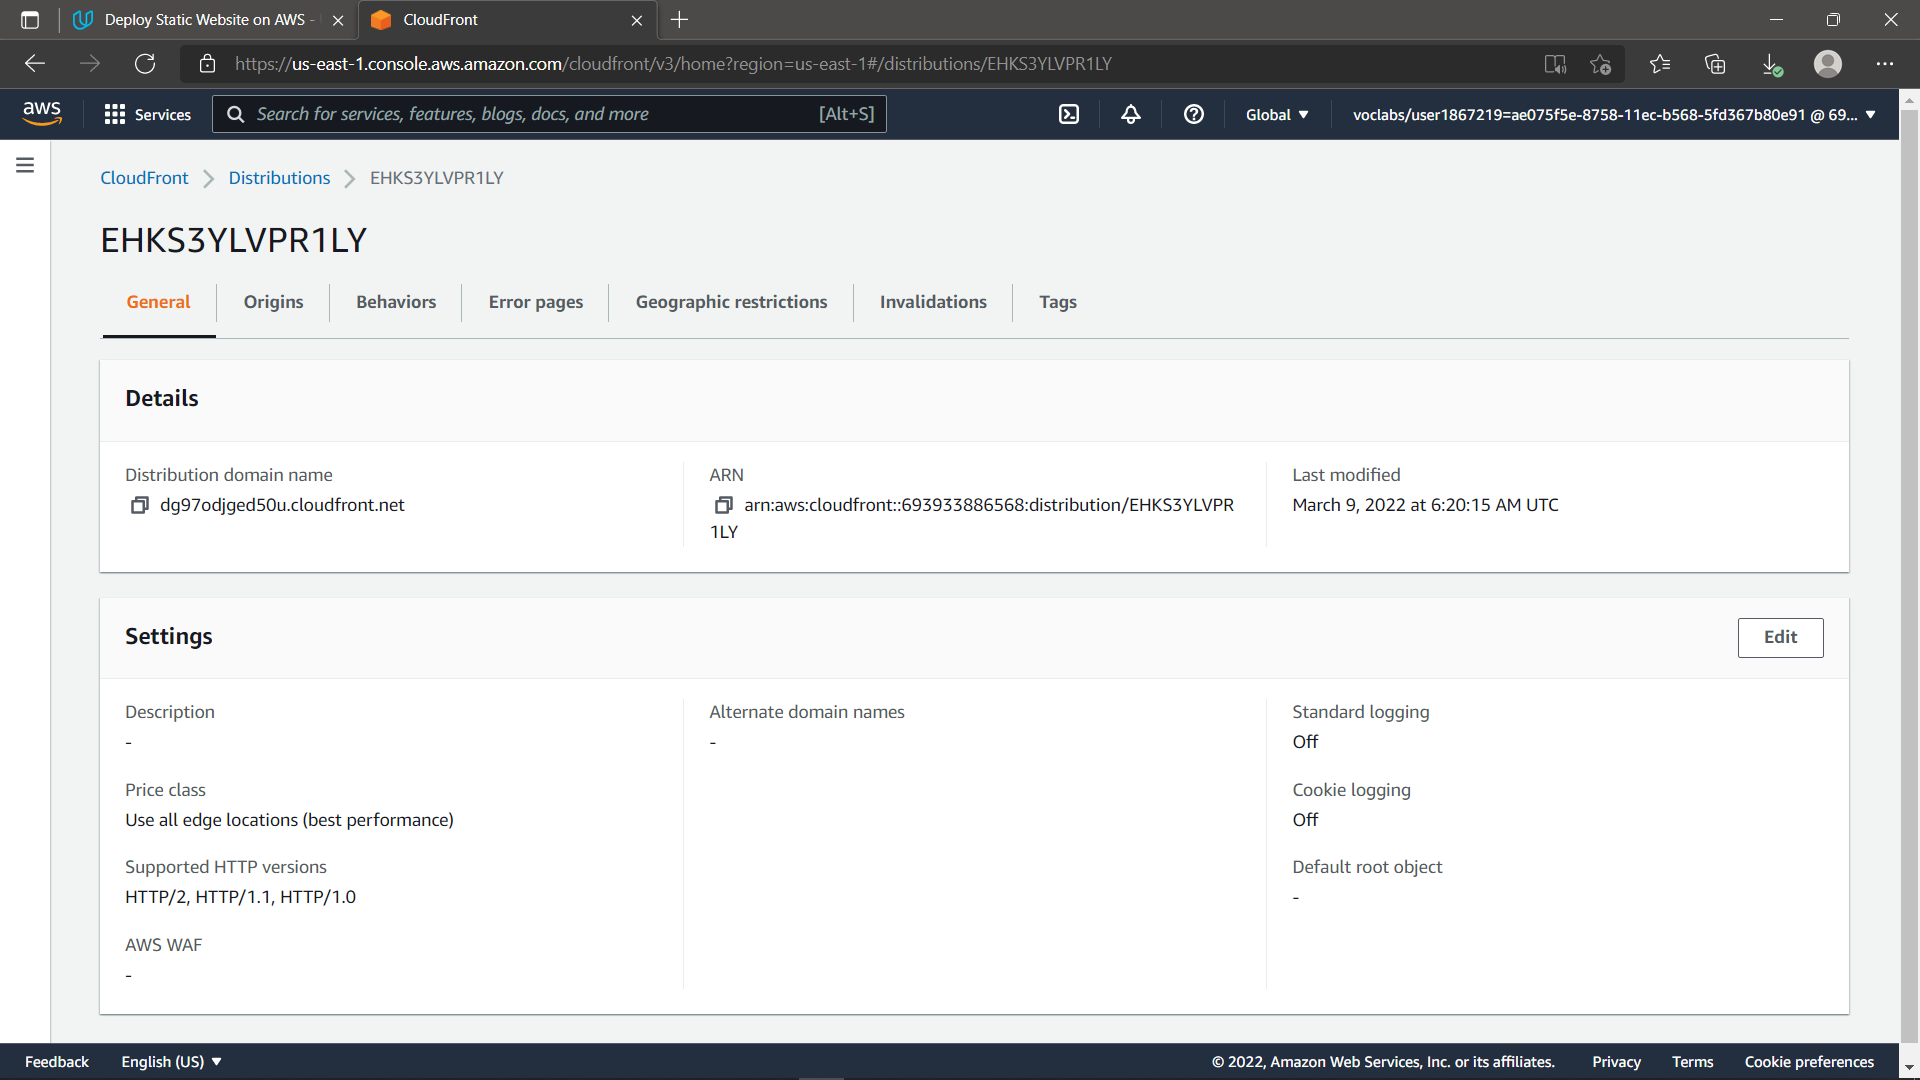 Deploy Static Website on AWS -
CloudFront
https://us-east-1.console.aws.amazon.com/cloudfront/v3/home?region=us-east-1#/distributions/EHKS3YLVPR1LY
aws
Services
Search for services, features, blogs, docs, and more [Alt+S]
Global
voclabs/user1867219=ae075f5e-8758-11ec-b568-5fd367b80e91 @ 69...
CloudFront
Distributions
EHKS3YLVPR1LY
EHKS3YLVPR1LY
General
Origins
Behaviors
Error pages
Geographic restrictions
Invalidations
Tags
Details
Distribution domain name
dg97odjged50u.cloudfront.net
ARN
arn:aws:cloudfront::693933886568:distribution/EHKS3YLVPR
1LY
Last modified
March 9, 2022 at 6:20:15 AM UTC
Settings
Edit
Description
-
Price class
Use all edge locations (best performance)
Supported HTTP versions
HTTP/2, HTTP/1.1, HTTP/1.0
AWS WAF
-
Alternate domain names
-
Standard logging
Off
Cookie logging
Off
Default root object
-
Feedback
English (US)
© 2022, Amazon Web Services, Inc. or its affiliates.
Privacy
Terms
Cookie preferences